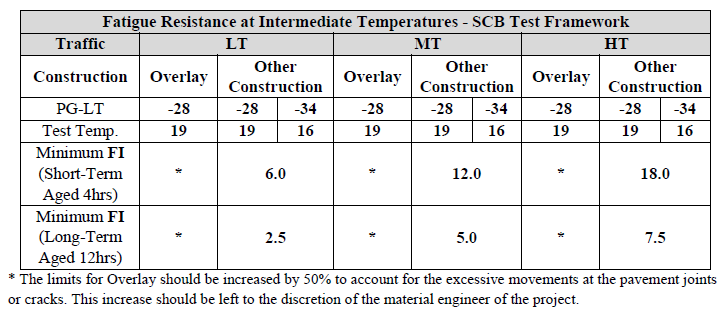 Fatigue Resistance at Intermediate Temperatures - SCB Test Framework
Traffic LT MT HT
Construction Overlay Other Construction Overlay Other Construction Overlay Other Construction
PG-LT -28 -28 -34 -28 -28 -34 -28 -28 -34
Test Temp. 19 19 16 19 19 16 19 19 16
Minimum FI
(Short-Term
Aged 4hrs)
* 6.0 * 12.0 * 18.0
Minimum FI
(Long-Term
Aged 12hrs)
* 2.5 * 5.0 * 7.5
* The limits for Overlay should be increased by 50% to account for the excessive movements at the pavement joints
or cracks. This increase should be left to the discretion of the material engineer of the project.